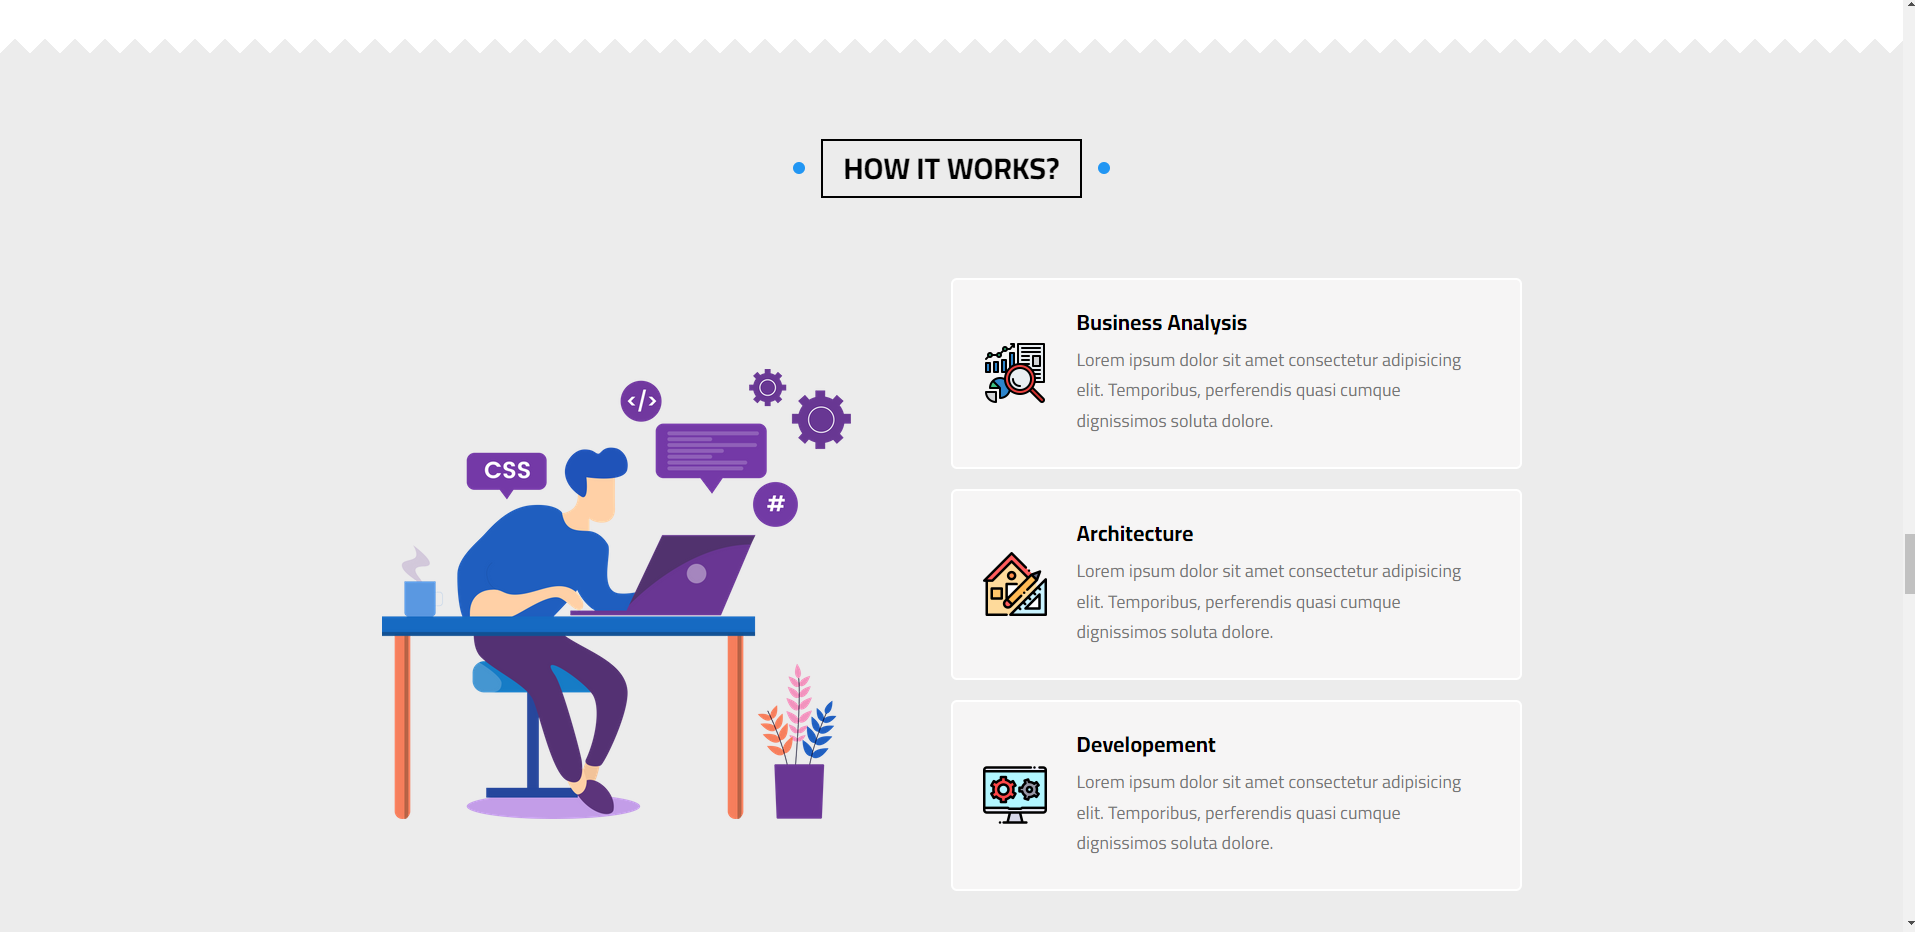 HOW IT WORKS?
</>
CSS
#
Business Analysis
Lorem ipsum dolor sit amet consectetur adipisicing
elit. Temporibus, perferendis quasi cumque
dignissimos soluta dolore.
Architecture
Lorem ipsum dolor sit amet consectetur adipisicing
elit. Temporibus, perferendis quasi cumque
dignissimos soluta dolore.
Developement
Lorem ipsum dolor sit amet consectetur adipisicing
elit. Temporibus, perferendis quasi cumque
dignissimos soluta dolore.